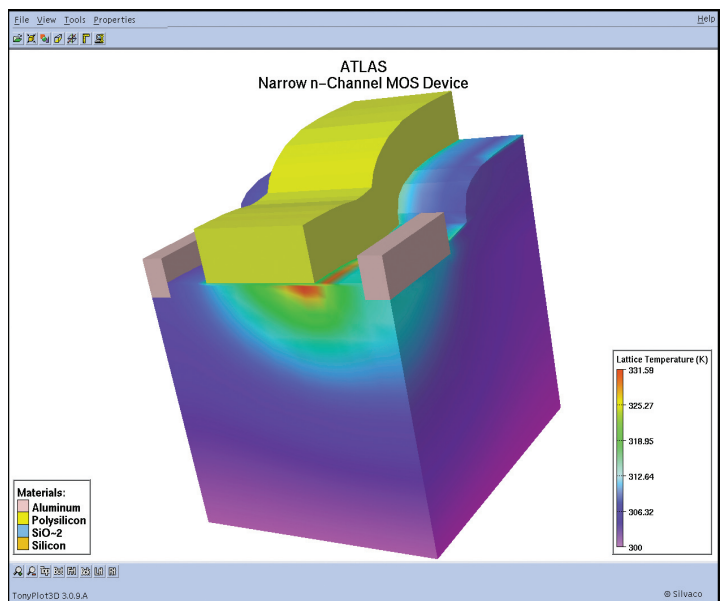 File View Tools Properties Help
ATLAS
Narrow n-Channel MOS Device
Lattice Temperature (K)
331.59
325.27
318.95
312.64
306.32
300
Materials:
Aluminum
Polysilicon
SiO~2
Silicon
TonyPlot3D 3.0.9.A
© Silvaco